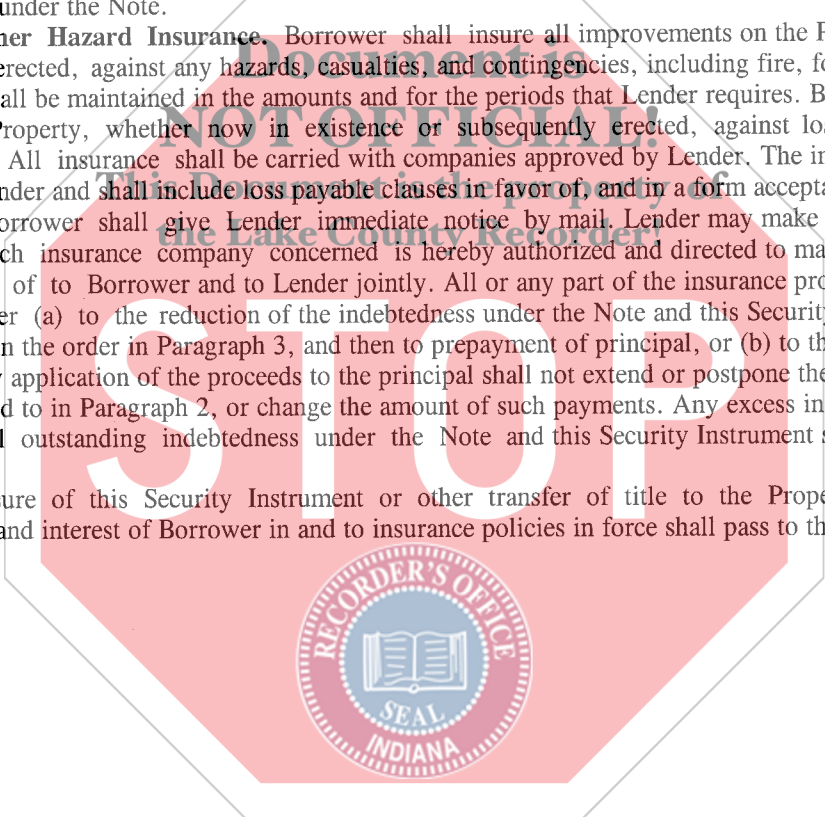 under the Note.
ner Hazard Insurance. Borrower shall insure all improvements on the P
erected, against any hazards, casualties, and contingencies, including fire, fo
all be maintained in the amounts and for the periods that Lender requires. B
Property, whether now in existence or subsequently erected, against lo
All insurance shall be carried with companies approved by Lender. The in
nder and shall include loss payable clauses in favor of, and in a form accepta
orrower shall give Lender immediate notice by mail. Lender may make
ch insurance company concerned is hereby authorized and directed to ma
of to Borrower and to Lender jointly. All or any part of the insurance pro
er (a) to the reduction of the indebtedness under the Note and this Securit
n the order in Paragraph 3, and then to prepayment of principal, or (b) to th
y application of the proceeds to the principal shall not extend or postpone the
d to in Paragraph 2, or change the amount of such payments. Any excess in
l outstanding indebtedness under the Note and this Security Instrument s
sure of this Security Instrument or other transfer of title to the Prope
and interest of Borrower in and to insurance policies in force shall pass to th
Document is
NOT OFFICIAL!
This Document is the property of
the Lake County Recorder!
STOP
RECORDER'S OFFICE
SEAL
INDIANA